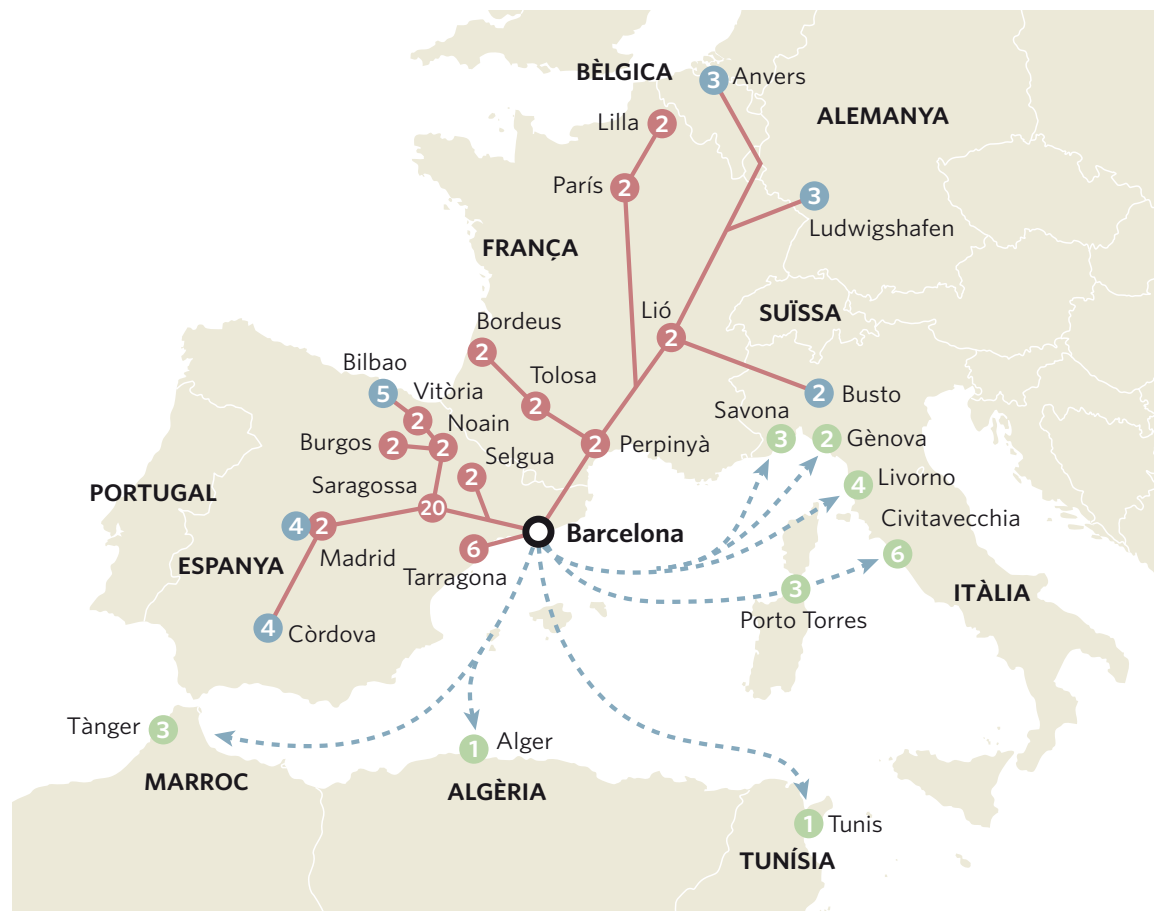 BÈLGICA
3 Anvers
ALEMANYA
Lilla 2
París 2
3
Ludwigshafen
FRANÇA
Lió
2
SUÏSSA
Bordeus
2
Bilbao
5
Tolosa
2
Vitòria
2
2 Busto
Savona
3
2 Gènova
Noain
2
Burgos 2
2 Perpinyà
Selgua
2
Livorno
4
Saragossa
20
PORTUGAL
Civitavecchia
6
4 2
Madrid
Barcelona
ESPANYA
6
Tarragona
ITÀLIA
3
Porto Torres
4 Còrdova
Tànger 3
1 Alger
MARROC
ALGÈRIA
1 Tunis
TUNÍSIA